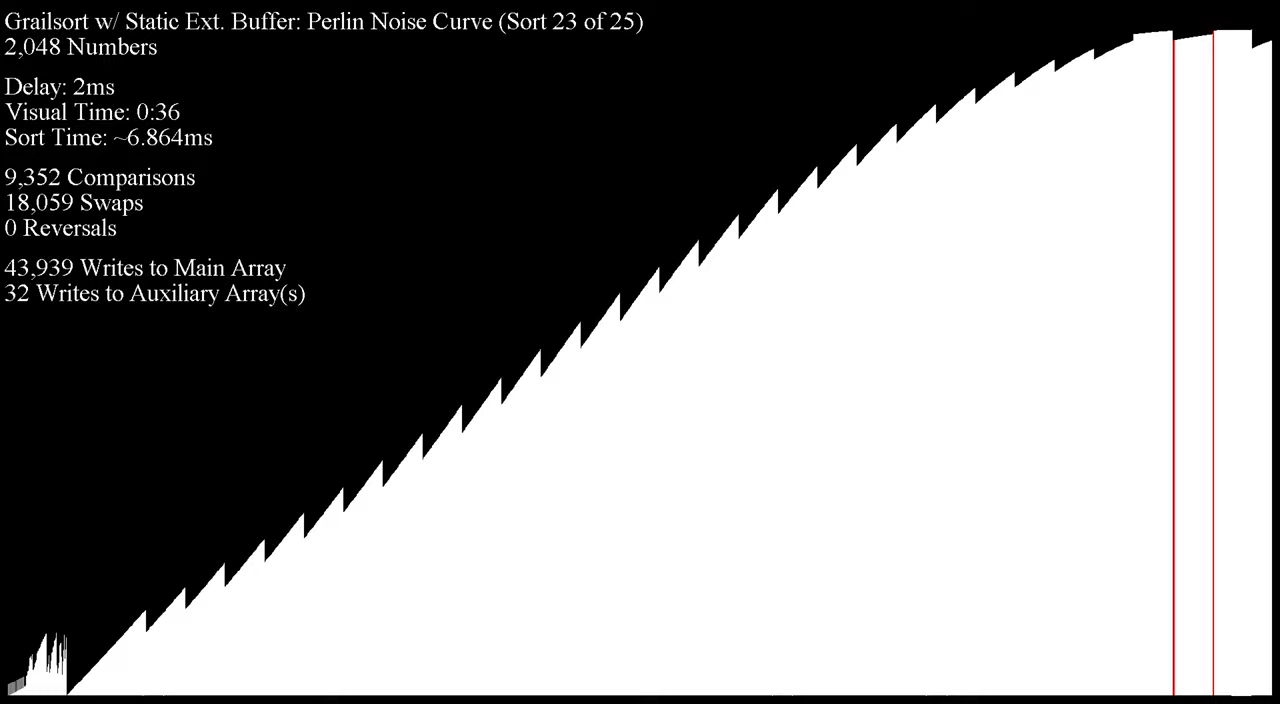 Grailsort w/ Static Ext. Buffer: Perlin Noise Curve (Sort 23 of 25)
2,048 Numbers
Delay: 2ms
Visual Time: 0:36
Sort Time: ~6.864ms
9,352 Comparisons
18,059 Swaps
0 Reversals
43,939 Writes to Main Array
32 Writes to Auxiliary Array(s)